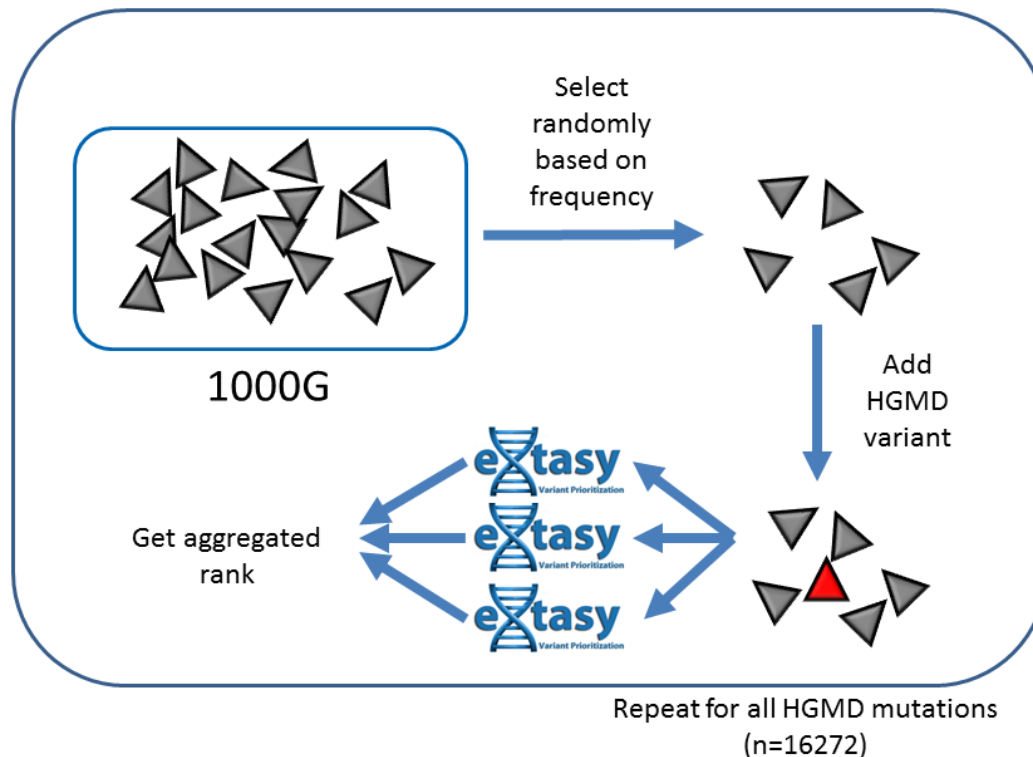 Select
randomly
based on
frequency
1000G
Add
HGMD
variant
extasy
Variant Prioritization
extasy
Variant Prioritization
extasy
Variant Prioritization
Get aggregated
rank
Repeat for all HGMD mutations
(n=16272)